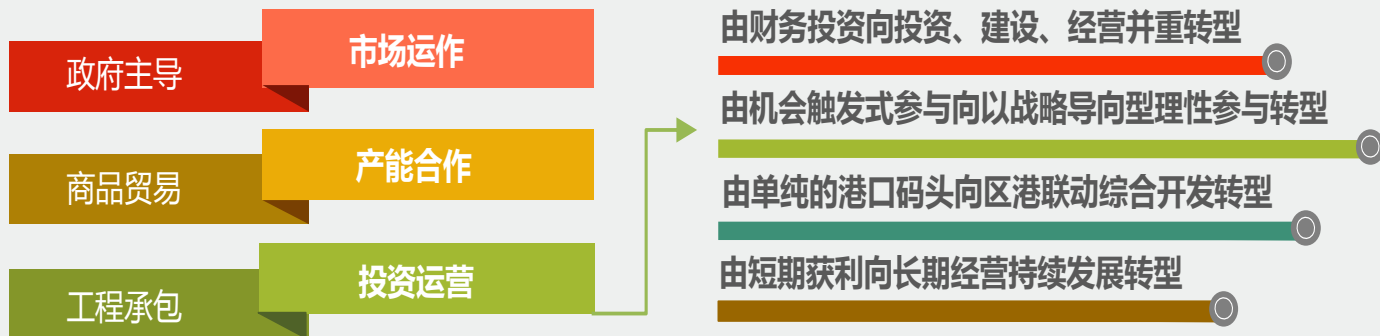 政府主导
市场运作
商品贸易
产能合作
工程承包
投资运营
由财务投资向投资、建设、经营并重转型
由机会触发式参与向以战略导向型理性参与转型
由单纯的港口码头向区港联动综合开发转型
由短期获利向长期经营持续发展转型